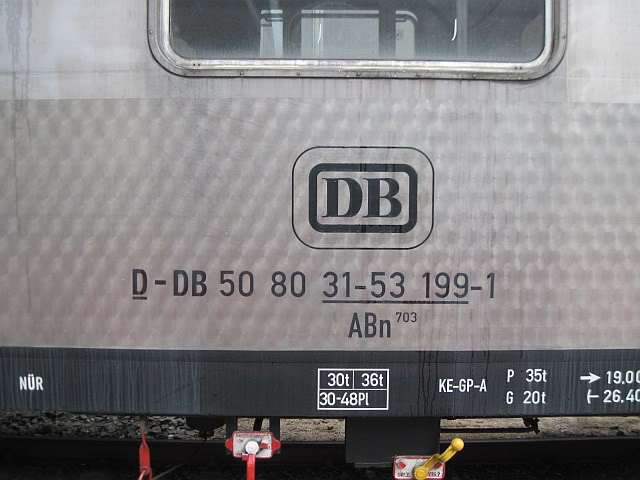 DB
D-DB 50 80 31-53 199-1
ABn 703
NÜR
30t 36t
30-48Pl
KE-GP-A
P 35t
G 20t
→ 19.00
26.40